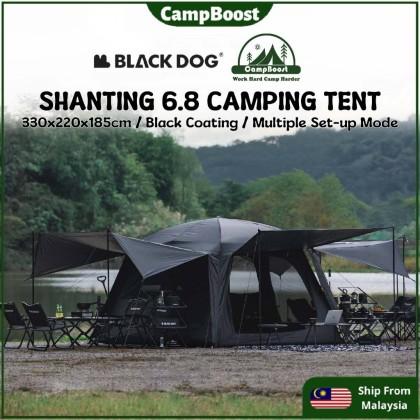 CampBoost
BLACK DOG®
CampBoost
Work Hard Camp Harder
SHANTING 6.8 CAMPING TENT
330x220x185cm / Black Coating / Multiple Set-up Mode
BLACKDOG
Ship From
Malaysia